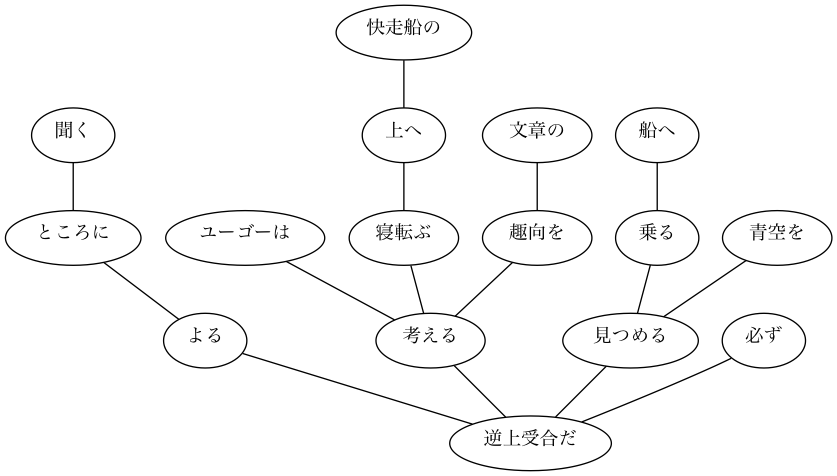 快走船の
聞く
上へ
文章の
船へ
ところに
ユーゴーは
寝転ぶ
趣向を
乗る
青空を
よる
考える
見つめる
必ず
逆上受合だ